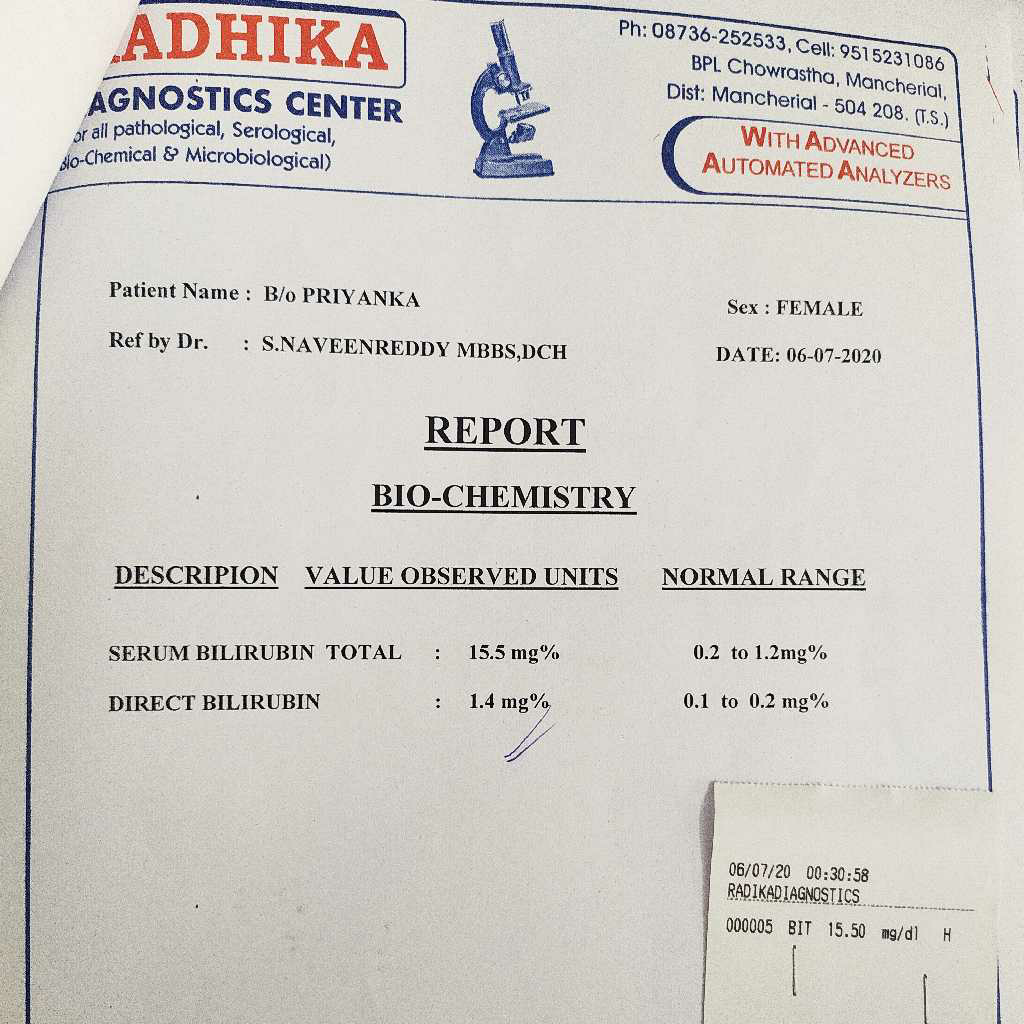 RADHIKA
AGNOSTICS CENTER
or all pathological, Serological,
Bio-Chemical & Microbiological)
Ph: 08736-252533, Cell: 9515231086
BPL Chowrastha, Mancherial,
Dist: Mancherial - 504 208. (T.S.)
WITH ADVANCED
AUTOMATED ANALYZERS
Patient Name : B/o PRIYANKA
Sex : FEMALE
Ref by Dr. : S.NAVEENREDDY MBBS,DCH
DATE: 06-07-2020
REPORT
BIO-CHEMISTRY
DESCRIPION VALUE OBSERVED UNITS NORMAL RANGE
SERUM BILIRUBIN TOTAL : 15.5 mg% 0.2 to 1.2mg%
DIRECT BILIRUBIN : 1.4 mg% 0.1 to 0.2 mg%
06/07/20 00:30:58
RADIKADIAGNOSTICS
000005 BIT 15.50 mg/dl H